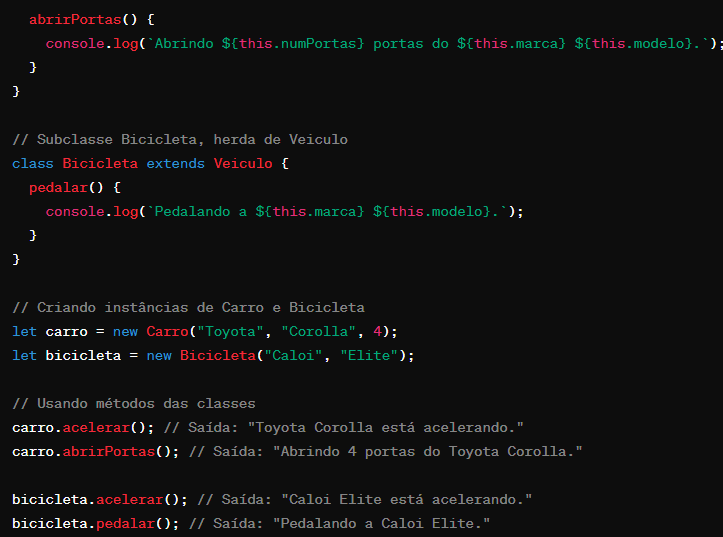 abrirPortas() {
console.log(`Abrindo ${this.numPortas} portas do ${this.marca} ${this.modelo}.`);
}
}
// Subclasse Bicicleta, herda de Veiculo
class Bicicleta extends Veiculo {
pedalar() {
console.log(`Pedalando a ${this.marca} ${this.modelo}.`);
}
}
// Criando instâncias de Carro e Bicicleta
let carro = new Carro("Toyota", "Corolla", 4);
let bicicleta = new Bicicleta("Caloi", "Elite");
// Usando métodos das classes
carro.acelerar(); // Saída: "Toyota Corolla está acelerando."
carro.abrirPortas(); // Saída: "Abrindo 4 portas do Toyota Corolla."
bicicleta.acelerar(); // Saída: "Caloi Elite está acelerando."
bicicleta.pedalar(); // Saída: "Pedalando a Caloi Elite."